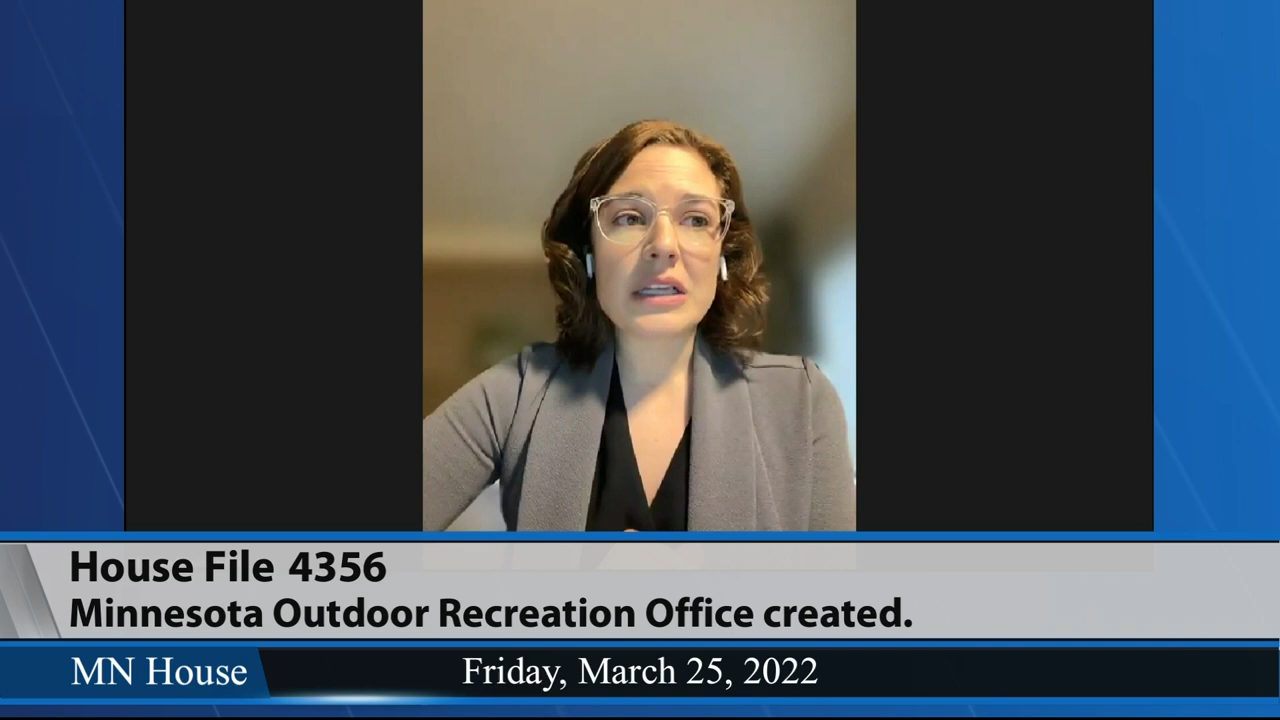 House File 4356
Minnesota Outdoor Recreation Office created.
MN House
Friday, March 25, 2022